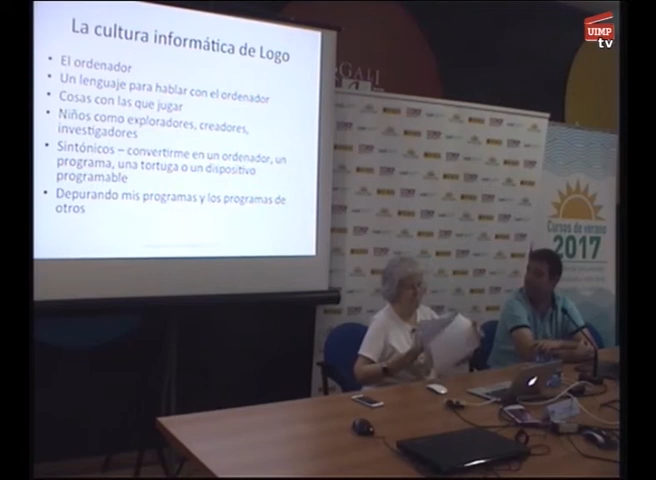 La cultura informática de Logo
• El ordenador
• Un lenguaje para hablar con el ordenador
• Cosas con las que jugar
• Niños como exploradores, creadores,
investigadores
• Sintónicos – convertirme en un ordenador, un
programa, una tortuga o un dispositivo
programable
• Depurando mis programas y los programas de
otros
UIMP
tv
Cursos de verano
2017